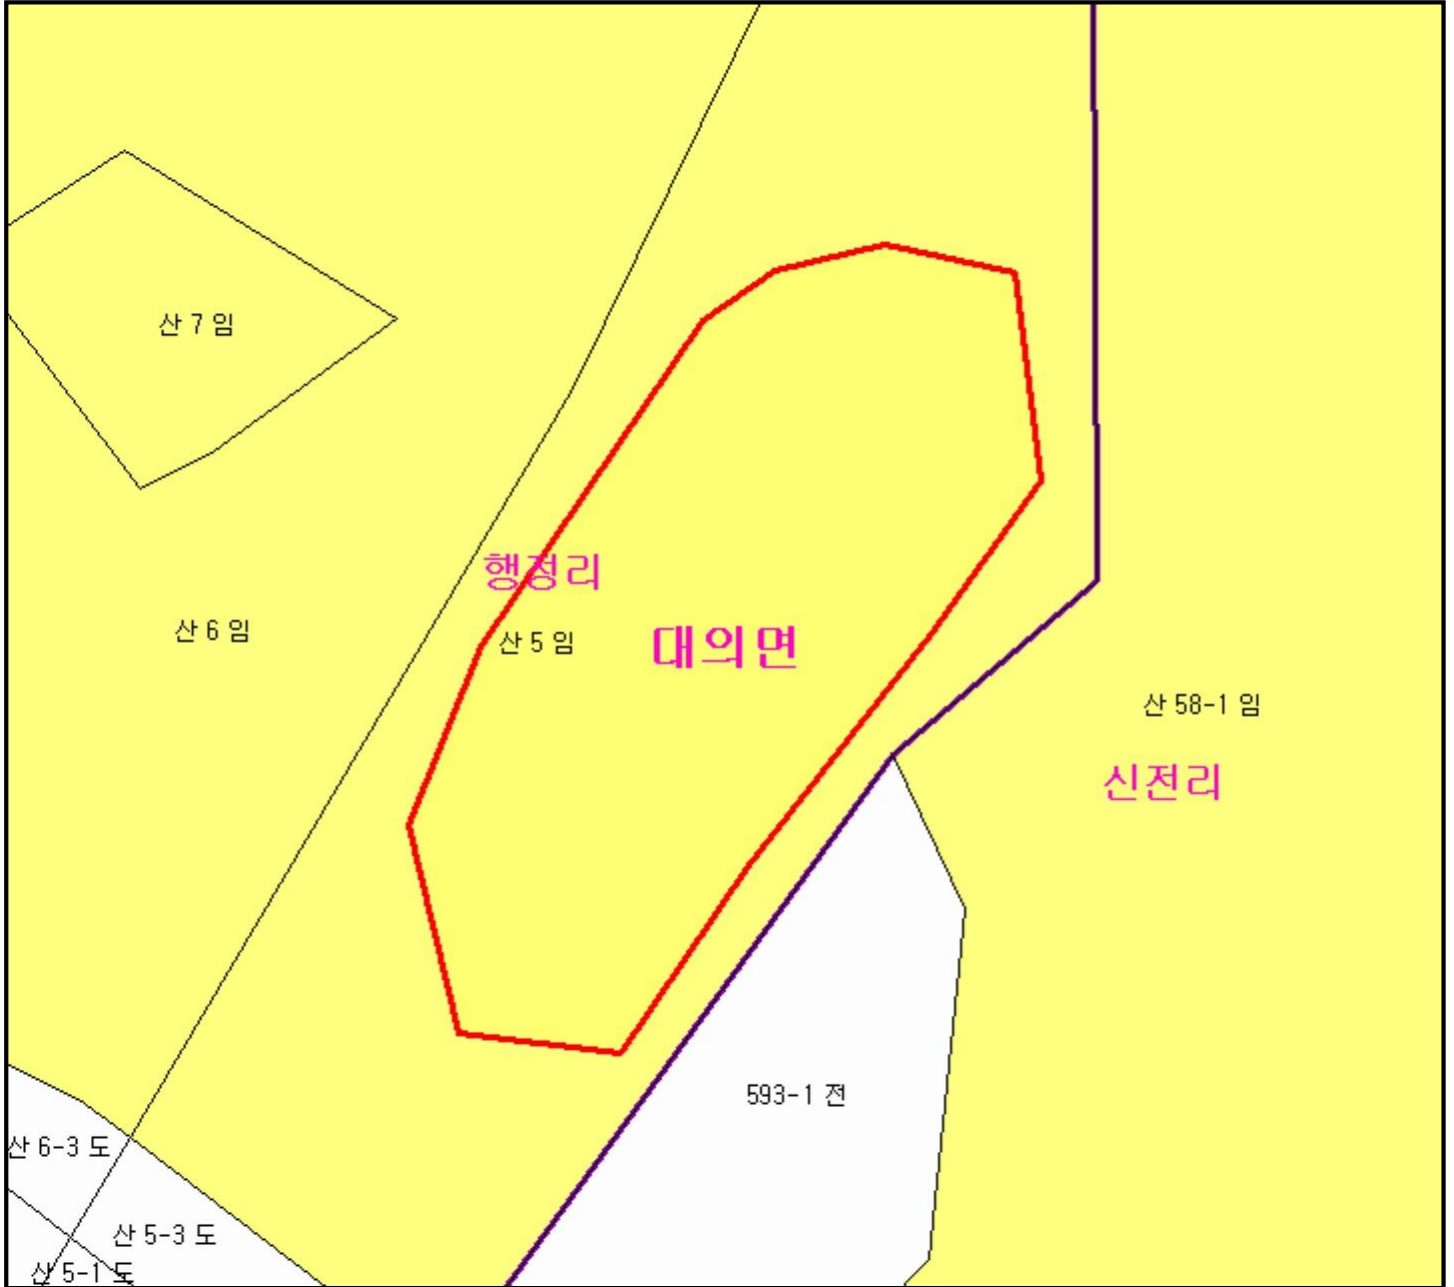 산 7 임
행정리
산 6 임
산 5 임
대의면
산 58-1 임
신전리
593-1 전
산 6-3 도
산 5-3 도
산 5-1 도